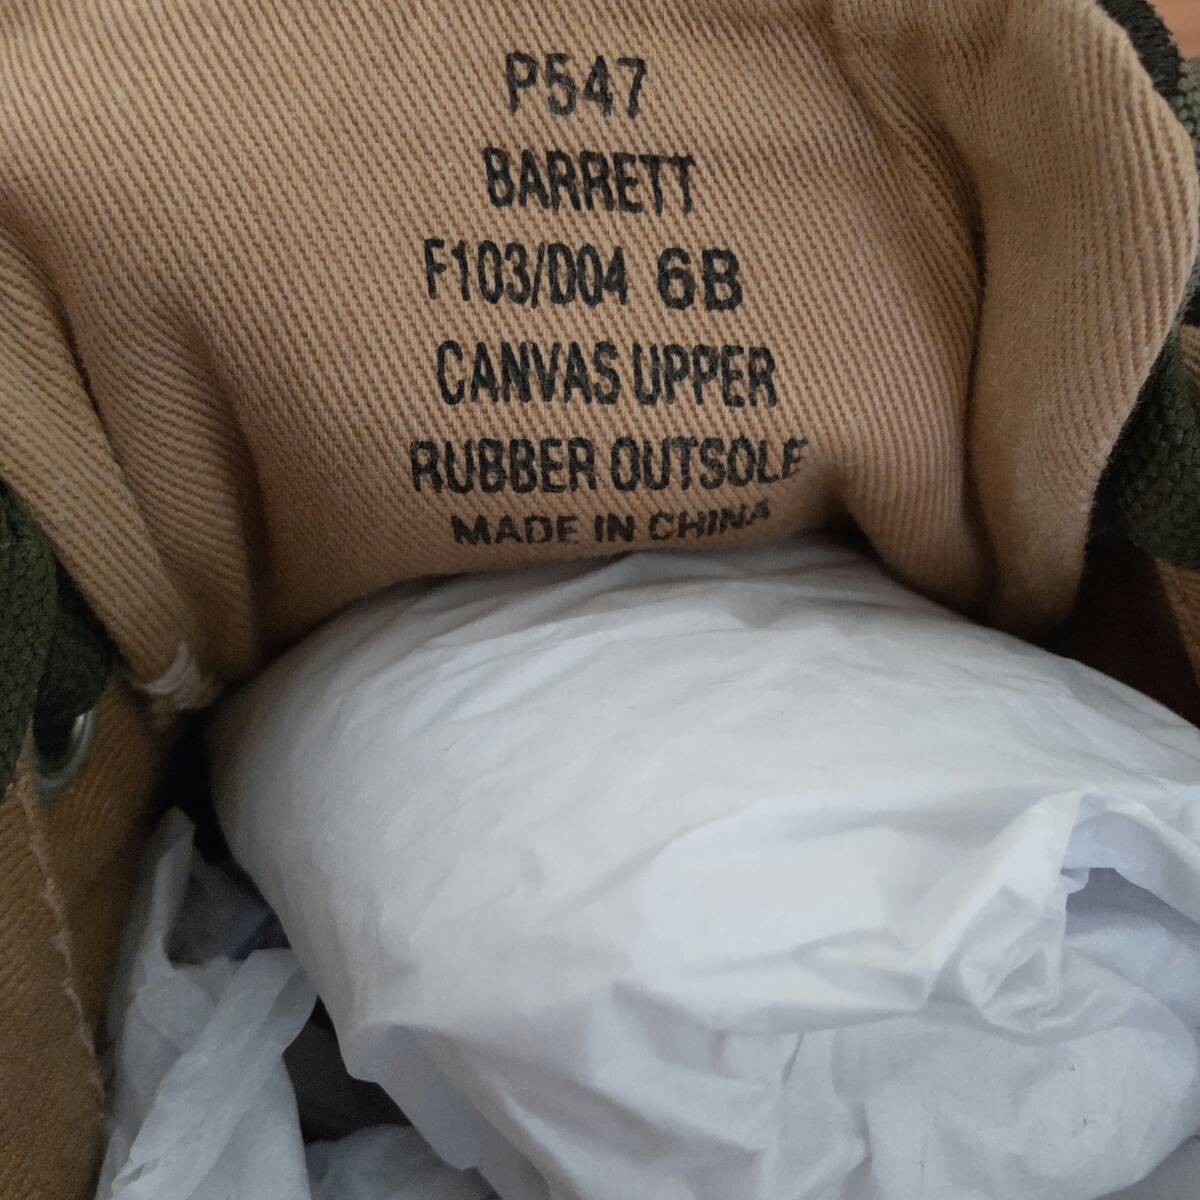 P547
BARRETT
F103/D04 6B
CANVAS UPPER
RUBBER OUTSOLE
MADE IN CHINA